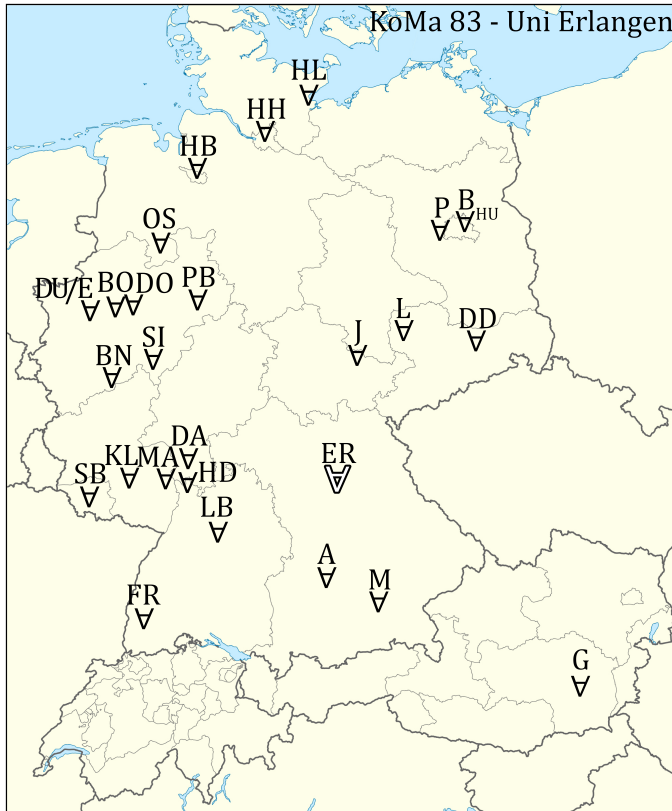 KoMa 83 - Uni Erlangen
HL
HH
HB
P
B
HU
OS
DU/E
BO
DO
PB
L
DD
J
SI
BN
DA
ER
KL
MA
HD
SB
LB
A
M
FR
G